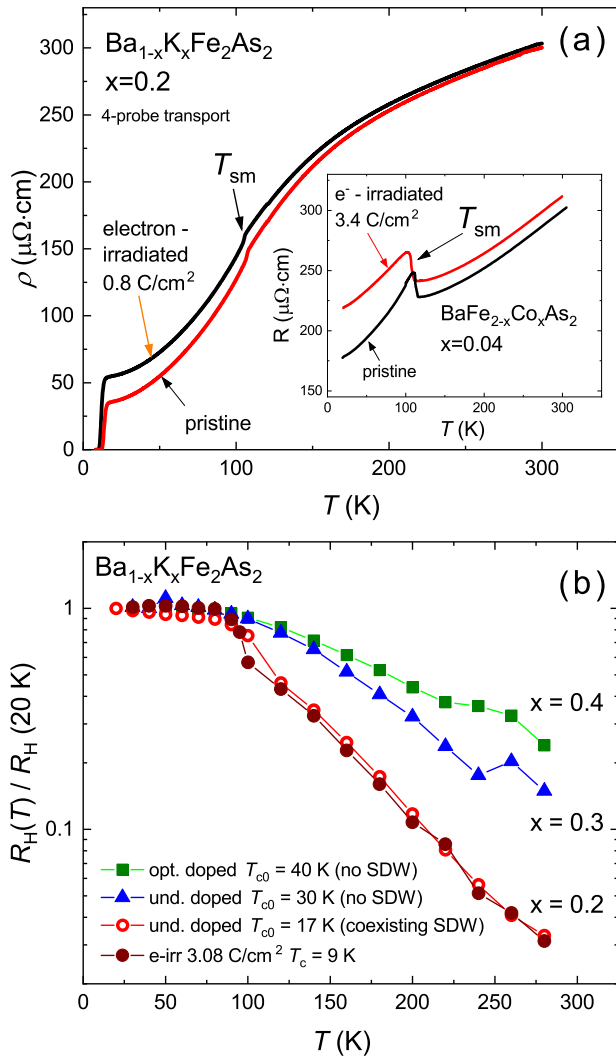 (a)
Ba1-xKxFe2As2
x=0.2
4-probe transport
Tsm
electron -
irradiated
0.8 C/cm2
pristine
ρ (μΩ·cm)
300
250
200
150
100
50
0
0 100 200 300
T (K)
e- - irradiated
3.4 C/cm2
Tsm
BaFe2-xCoxAs2
x=0.04
pristine
R (μΩ·cm)
300
250
200
150
0 100 200 300
T (K)
Ba1-xKxFe2As2
(b)
RH(T) / RH (20 K)
1
0.1
x = 0.4
x = 0.3
x = 0.2
opt. doped Tc0 = 40 K (no SDW)
und. doped Tc0 = 30 K (no SDW)
und. doped Tc0 = 17 K (coexisting SDW)
e-irr 3.08 C/cm2 Tc = 9 K
0 50 100 150 200 250 300
T (K)